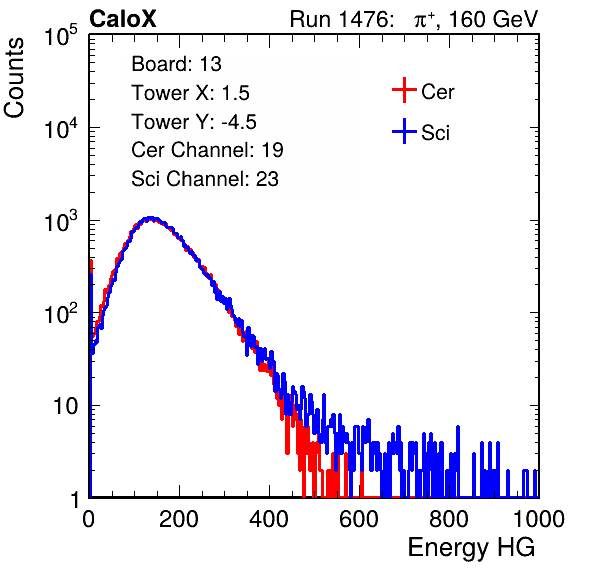 CaloX Run 1476: π⁺, 160 GeV
Board: 13
Tower X: 1.5
Tower Y: -4.5
Cer Channel: 19
Sci Channel: 23
Cer
Sci
Counts
10⁵
10⁴
10³
10²
10
1
0 200 400 600 800 1000
Energy HG